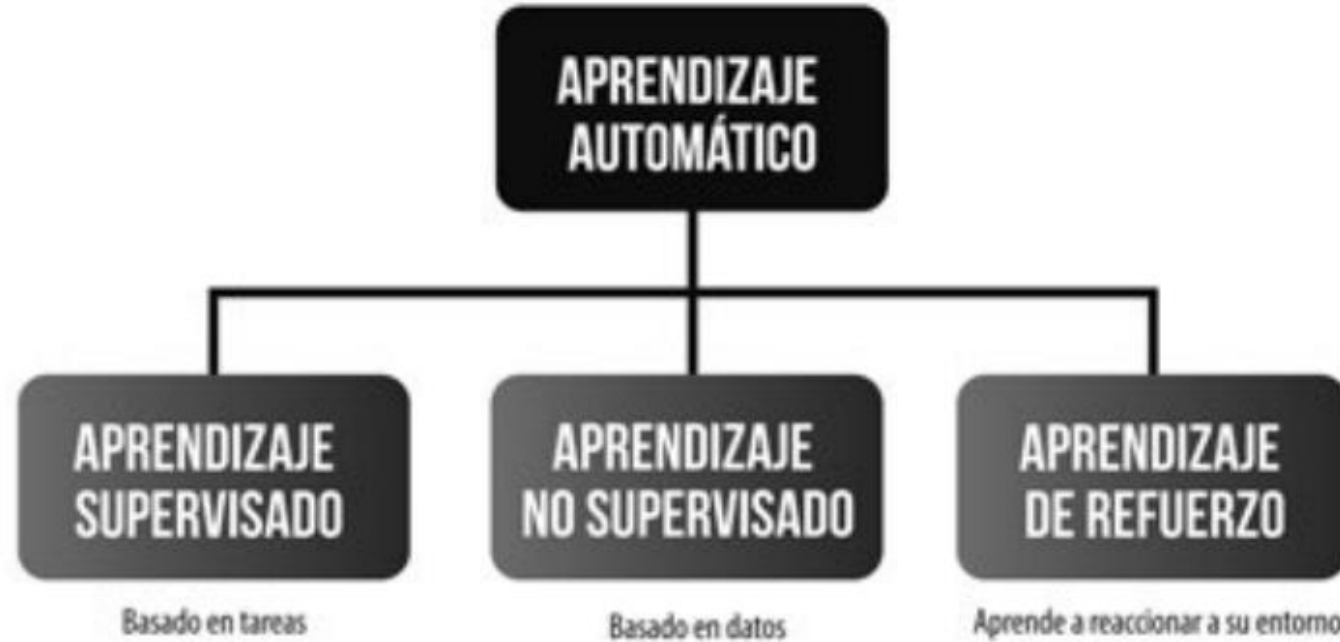 APRENDIZAJE
AUTOMÁTICO
APRENDIZAJE
SUPERVISADO
APRENDIZAJE
NO SUPERVISADO
APRENDIZAJE
DE REFUERZO
Basado en tareas
Basado en datos
Aprende a reaccionar a su entorno